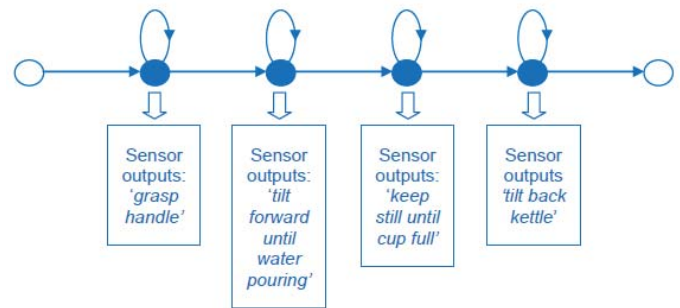 Sensor
outputs:
‘grasp
handle’
Sensor
outputs:
‘tilt
forward
until
water
pouring’
Sensor
outputs:
‘keep
still until
cup full’
Sensor
outputs
‘tilt back
kettle’